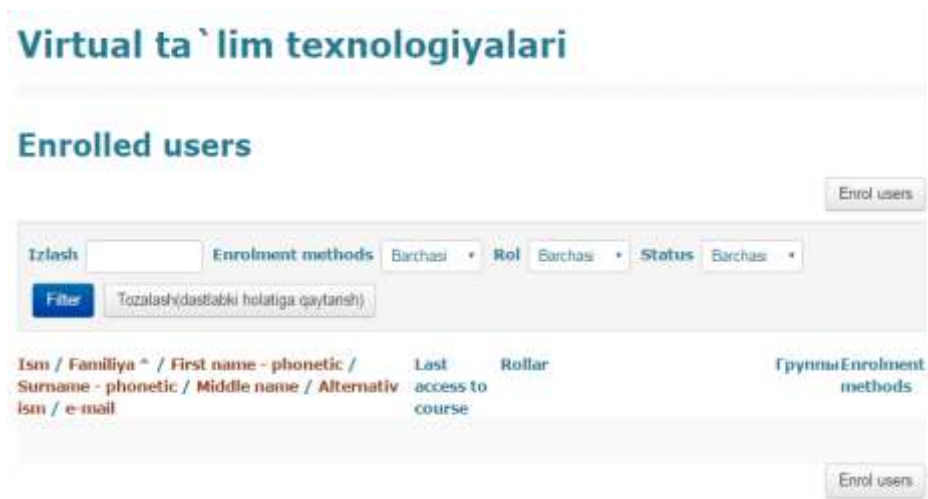 Virtual ta`lim texnologiyalari
Enrolled users
Enrol users
Izlash Enrolment methods Barchasi Rol Barchasi Status Barchasi
Filter Tozalash(dastlabki holatiga qaytarish)
Ism / Familiya ^ / First name - phonetic / Last Rollar Группы Enrolment
Surname - phonetic / Middle name / Alternativ access to methods
ism / e-mail course
Enrol users